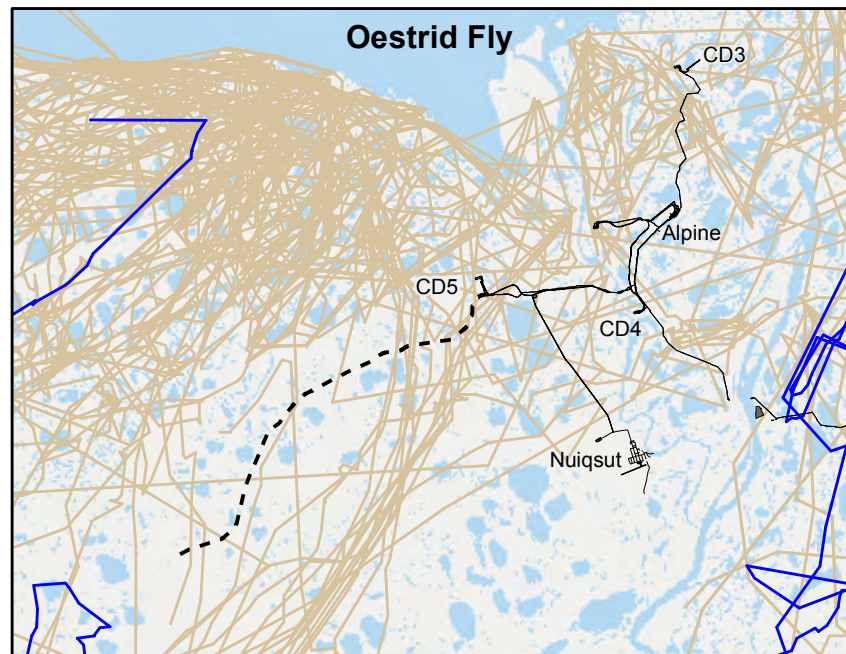 Oestrid Fly
CD3
Alpine
CD5
CD4
Nuiqsut